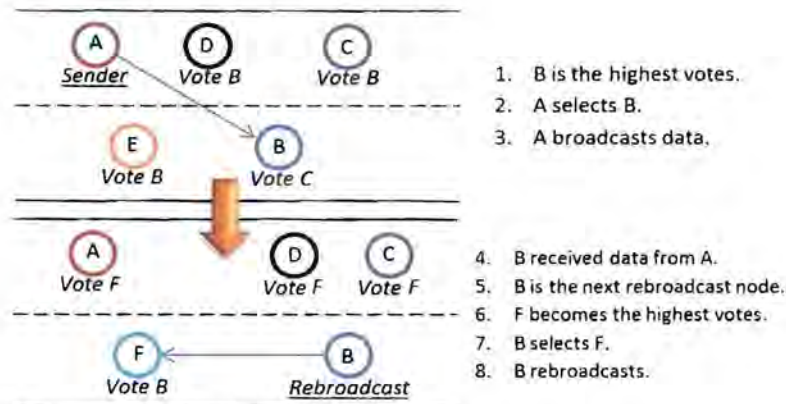 A
D
C
Sender
Vote B
Vote B
E
B
Vote B
Vote C
1. B is the highest votes.
2. A selects B.
3. A broadcasts data.
A
D
C
Vote F
Vote F
Vote F
F
B
Vote B
Rebroadcast
4. B received data from A.
5. B is the next rebroadcast node.
6. F becomes the highest votes.
7. B selects F.
8. B rebroadcasts.